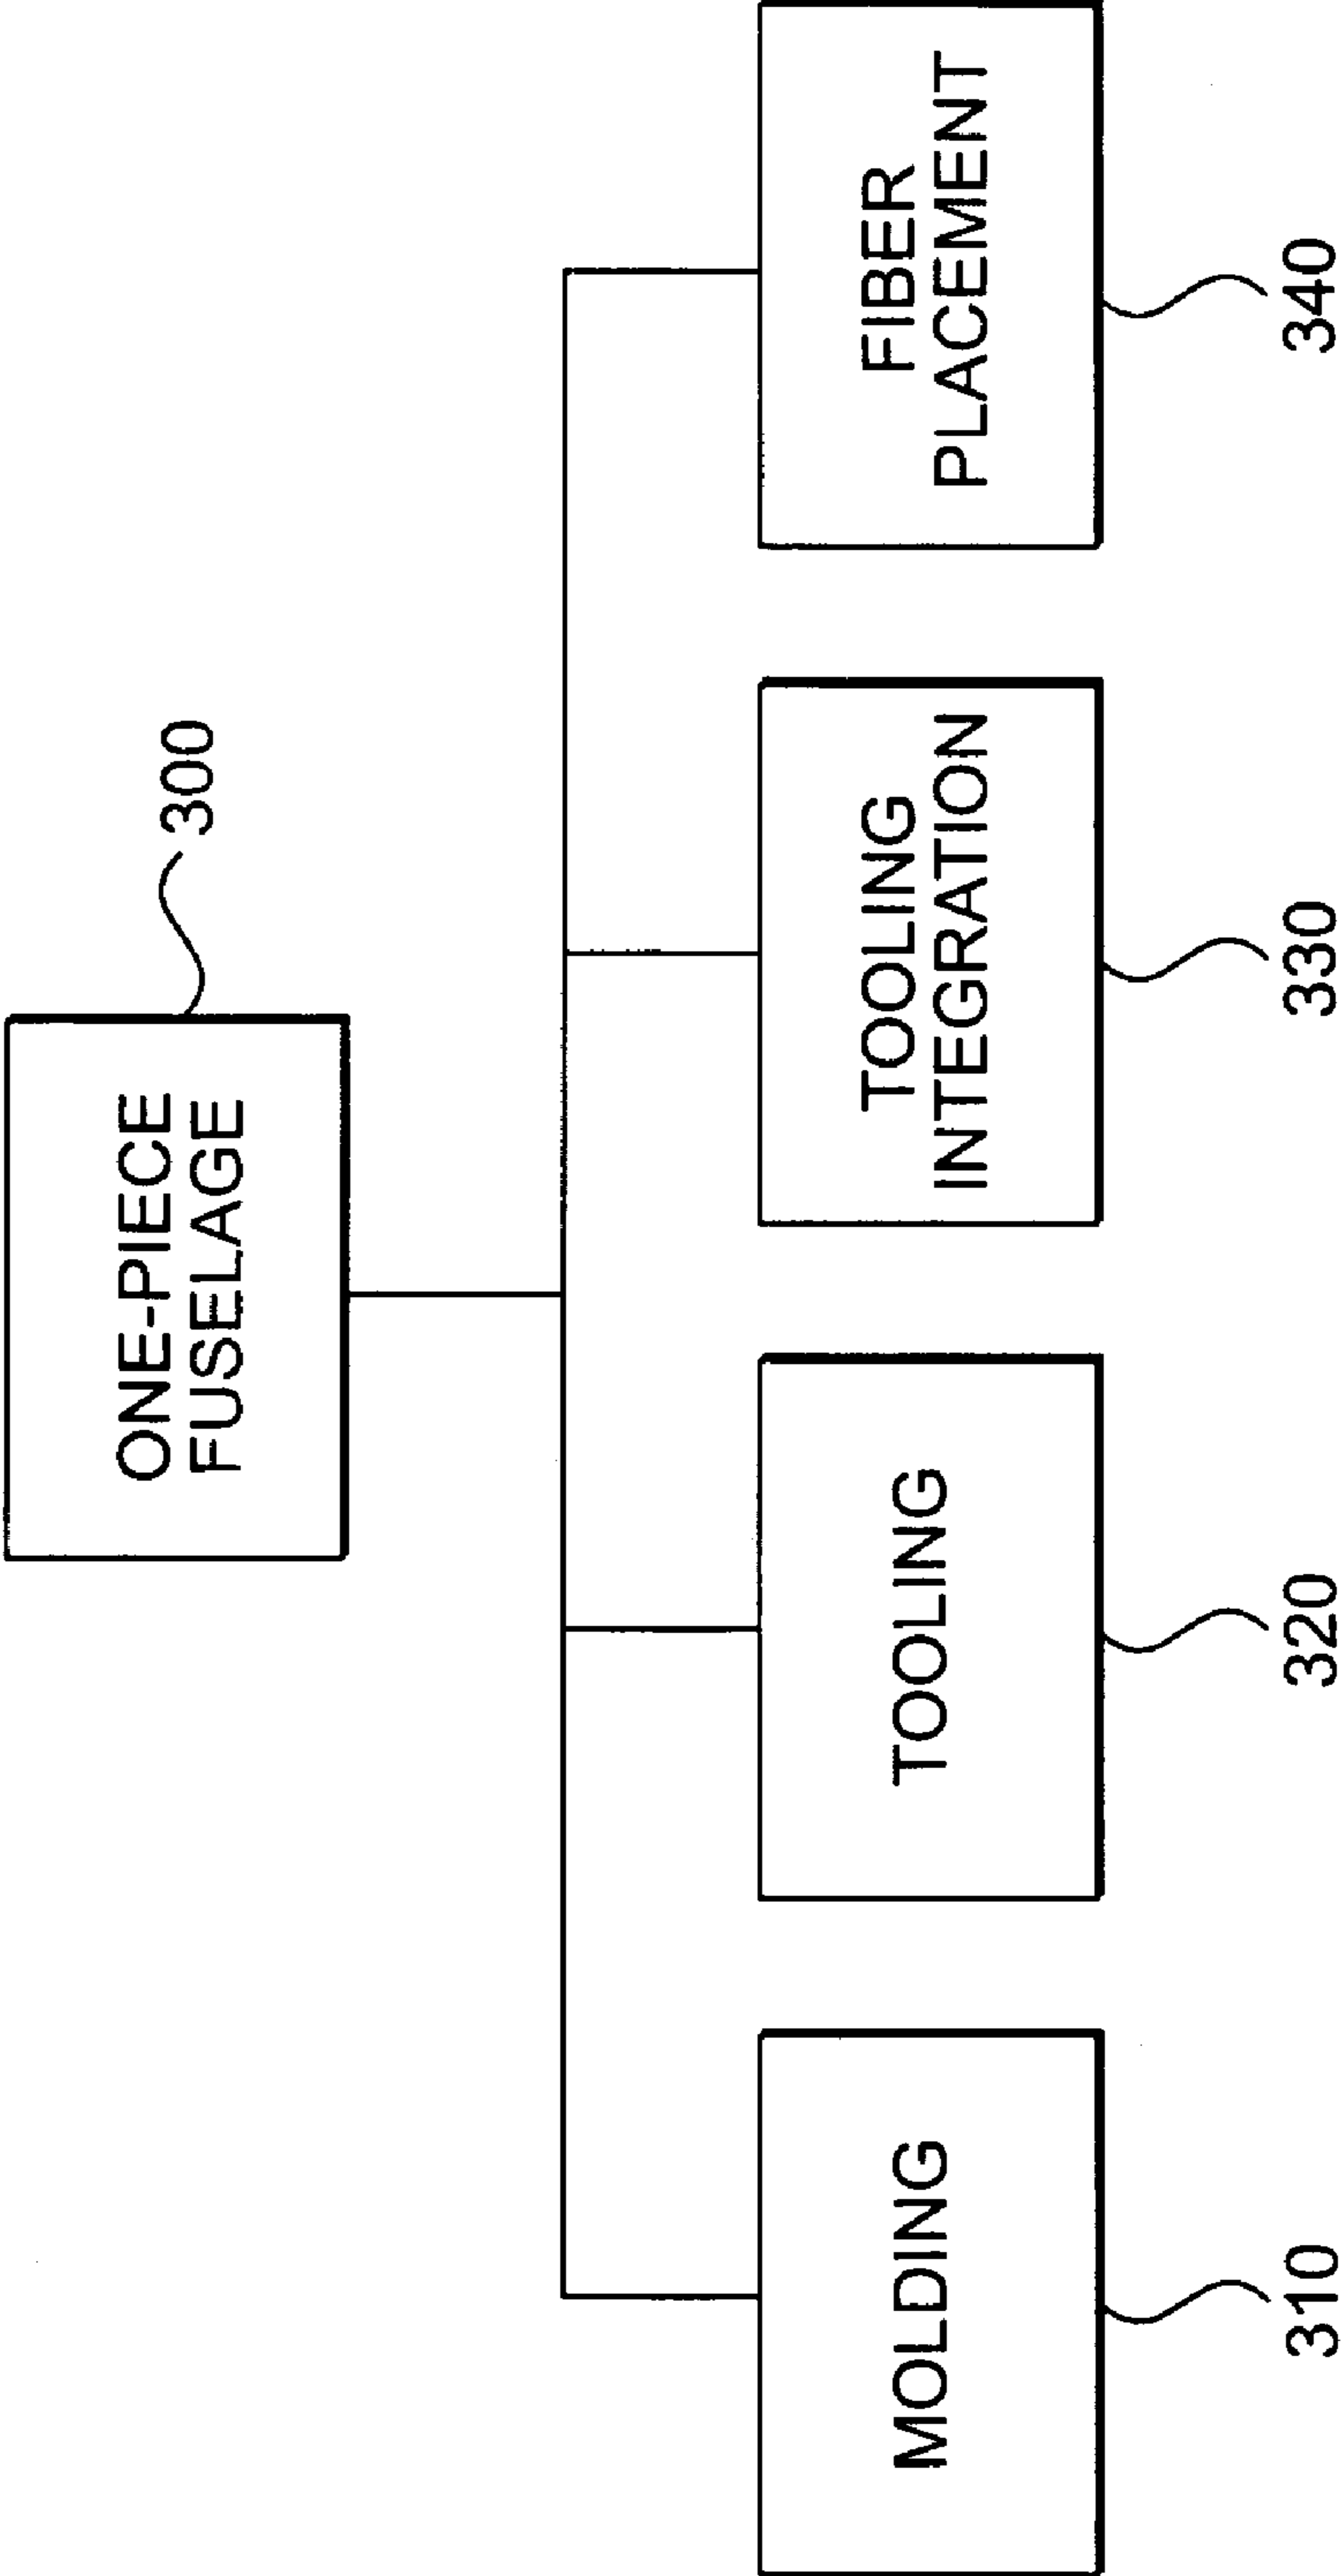 ONE-PIECE
FUSELAGE
300
MOLDING
310
TOOLING
320
TOOLING
INTEGRATION
330
FIBER
PLACEMENT
340